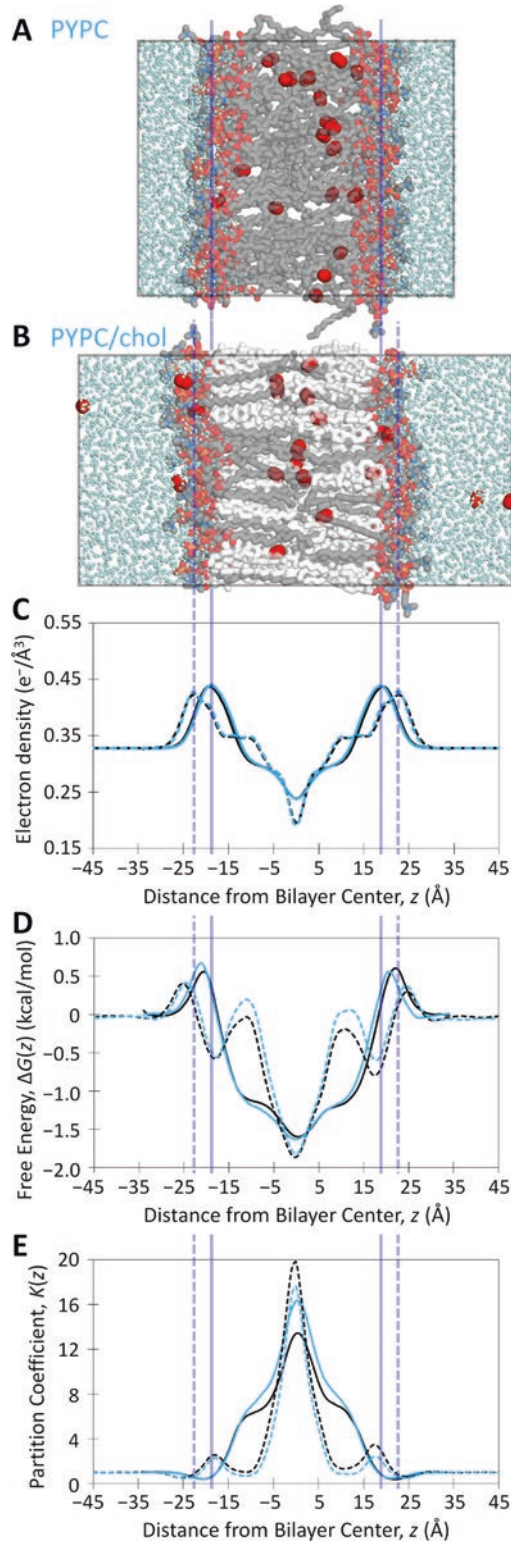 A PYPC
B PYPC/chol
C
Electron density (e⁻/Å³)
0.55
0.45
0.35
0.25
0.15
−45 −35 −25 −15 −5 5 15 25 35 45
Distance from Bilayer Center, z (Å)
D
Free Energy, ΔG(z) (kcal/mol)
1.0
0.5
0
−0.5
−1.0
−1.5
−2.0
−45 −35 −25 −15 −5 5 15 25 35 45
Distance from Bilayer Center, z (Å)
E
Partition Coefficient, K(z)
20
16
12
8
4
0
−45 −35 −25 −15 −5 5 15 25 35 45
Distance from Bilayer Center, z (Å)